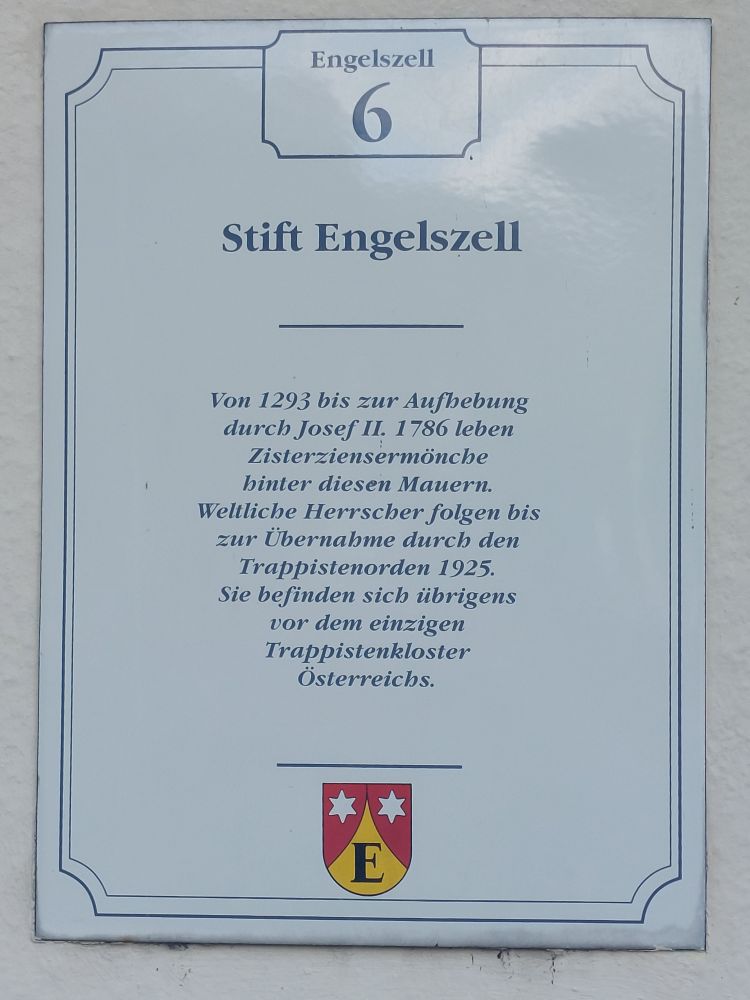 Engelszell
6
Stift Engelszell
Von 1293 bis zur Aufhebung
durch Josef II. 1786 leben
Zisterziensermönche
hinter diesen Mauern.
Weltliche Herrscher folgen bis
zur Übernahme durch den
Trappistenorden 1925.
Sie befinden sich übrigens
vor dem einzigen
Trappistenkloster
Österreichs.
E